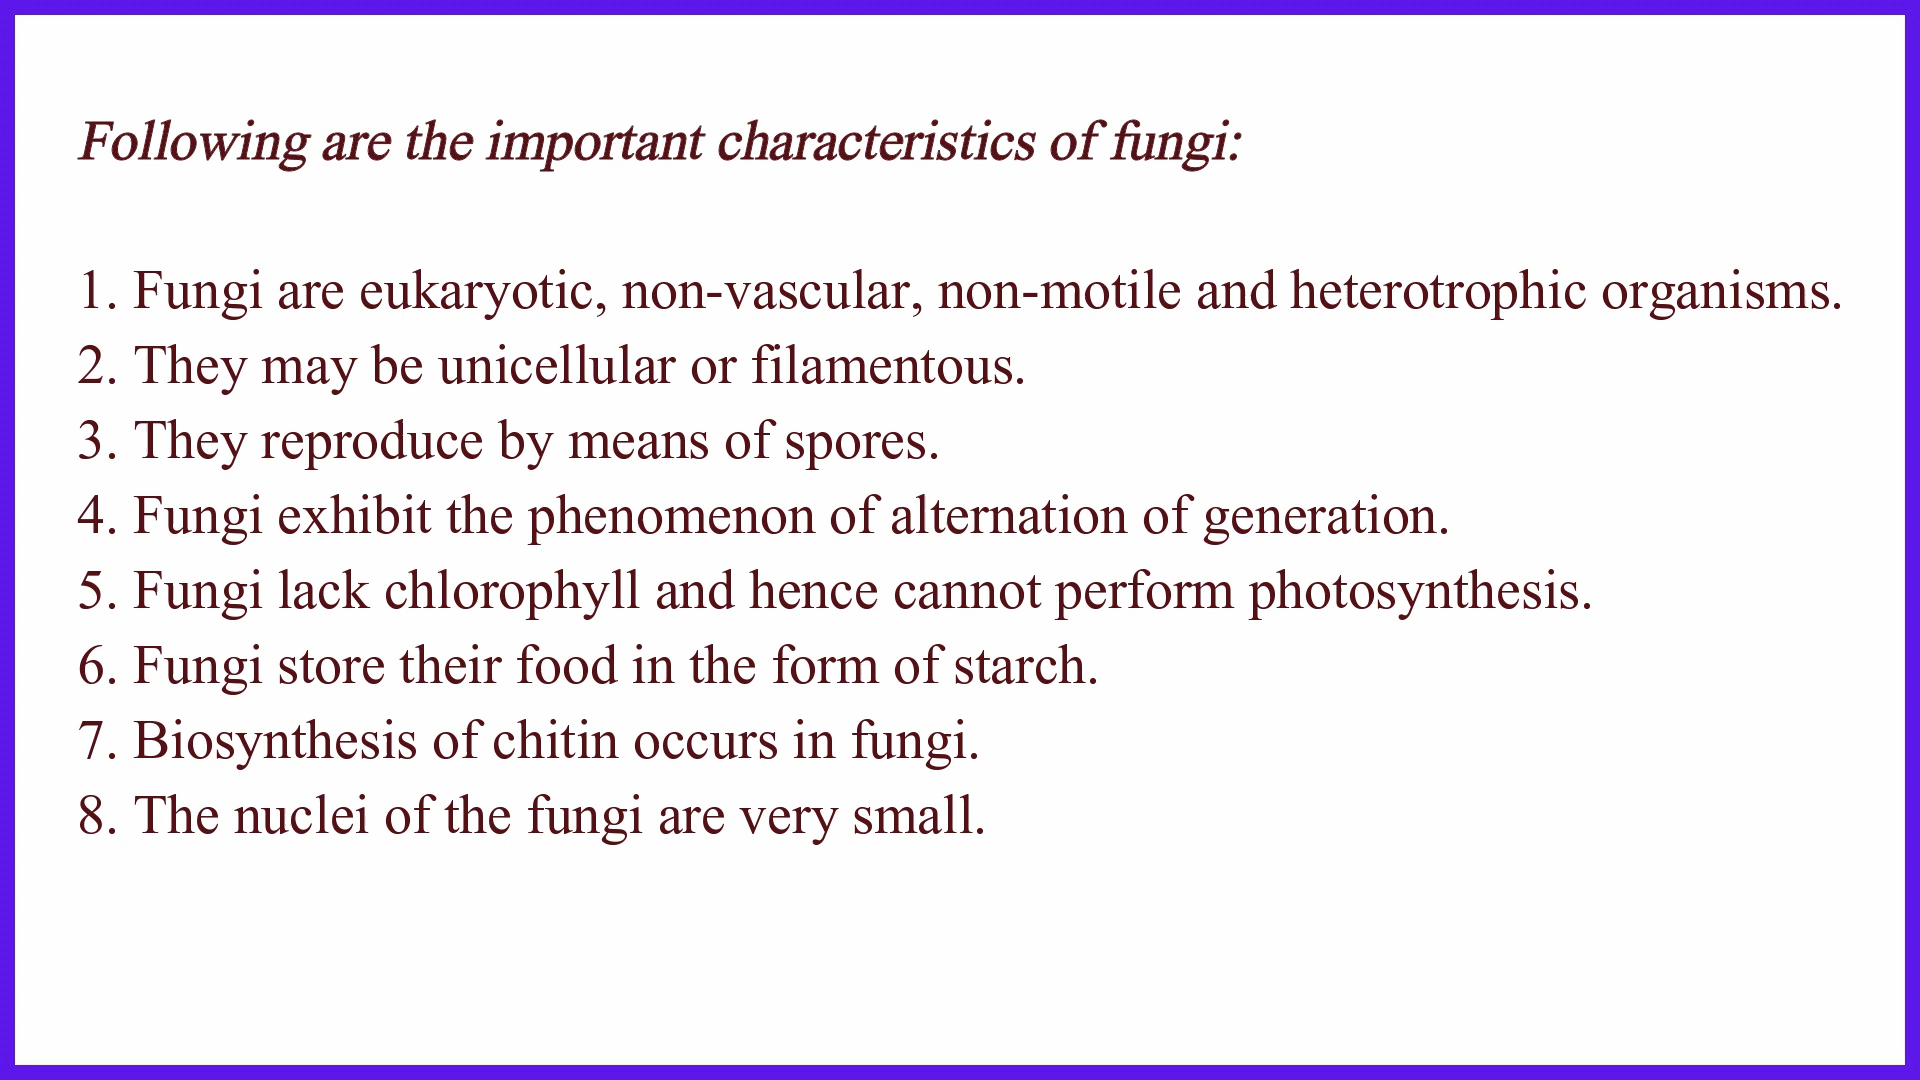 Following are the important characteristics of fungi:
1. Fungi are eukaryotic, non-vascular, non-motile and heterotrophic organisms.
2. They may be unicellular or filamentous.
3. They reproduce by means of spores.
4. Fungi exhibit the phenomenon of alternation of generation.
5. Fungi lack chlorophyll and hence cannot perform photosynthesis.
6. Fungi store their food in the form of starch.
7. Biosynthesis of chitin occurs in fungi.
8. The nuclei of the fungi are very small.